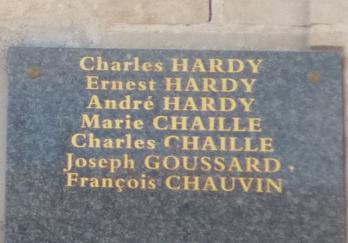 Charles HARDY
Ernest HARDY
André HARDY
Marie CHAILLE
Charles CHAILLE
Joseph GOUSSARD
François CHAUVIN